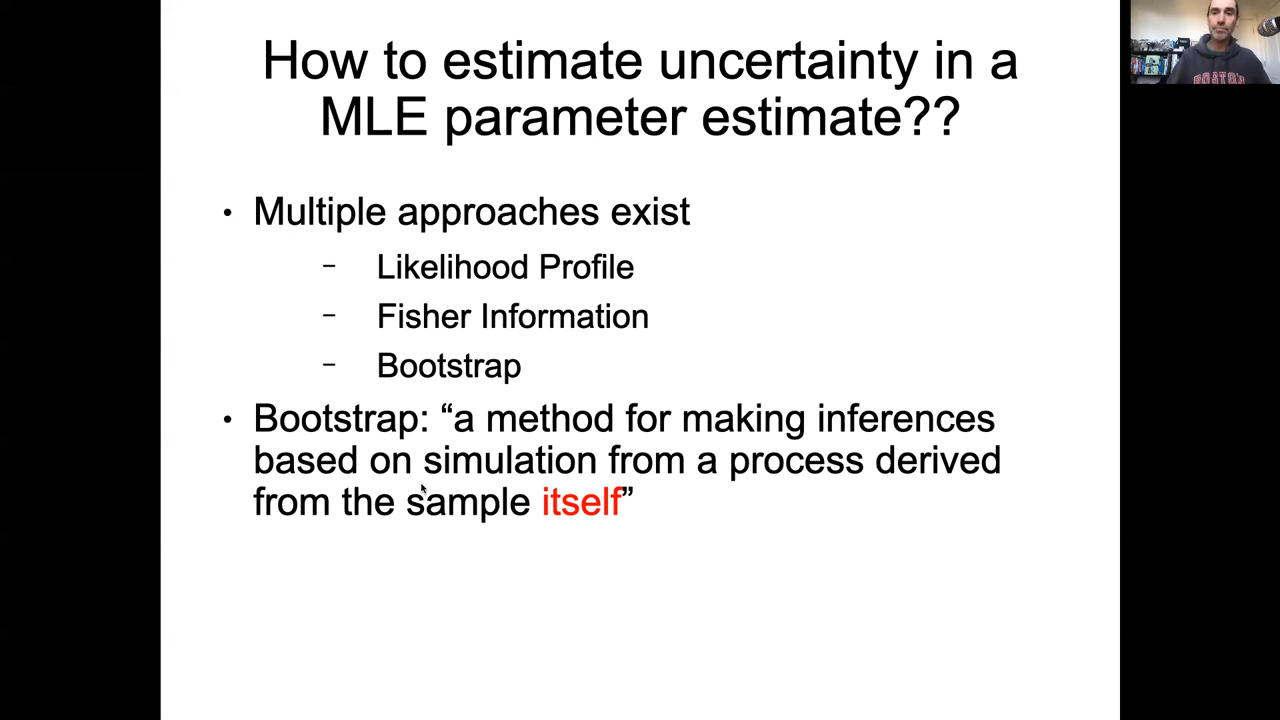 How to estimate uncertainty in a
MLE parameter estimate??
• Multiple approaches exist
– Likelihood Profile
– Fisher Information
– Bootstrap
• Bootstrap: “a method for making inferences
based on simulation from a process derived
from the sample itself”
BOSTON